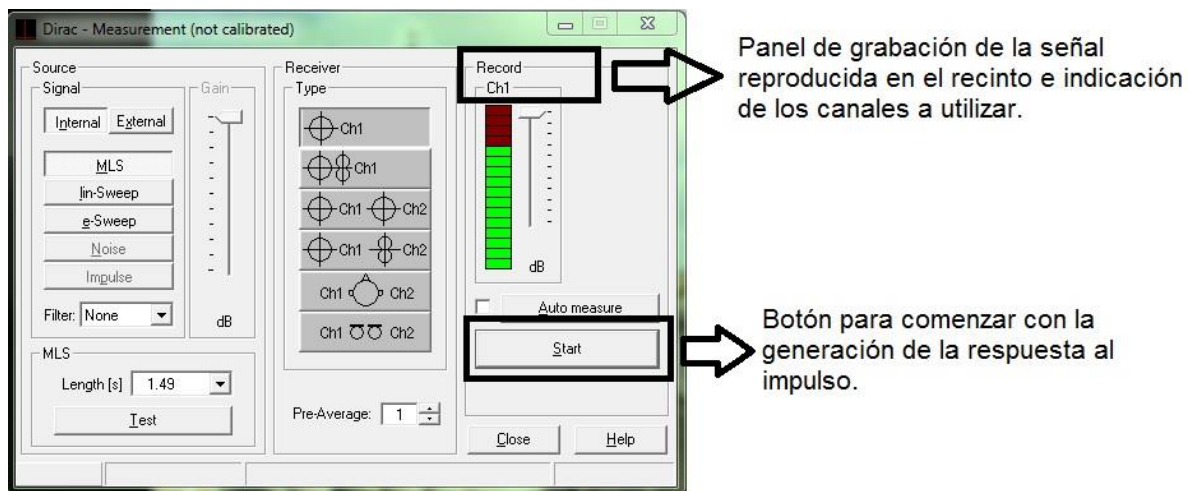 Dirac - Measurement (not calibrated)
Source
Signal
Internal External
MLS
lin-Sweep
e-Sweep
Noise
Impulse
Filter: None
Gain
dB
MLS
Length [s] 1.49
Test
Receiver
Type
Ch1
Ch1
Ch1 Ch2
Ch1 Ch2
Ch1 Ch2
Ch1 Ch2
Pre-Average: 1
Record
Ch1
dB
Auto measure
Start
Close Help
Panel de grabación de la señal
reproducida en el recinto e indicación
de los canales a utilizar.
Botón para comenzar con la
generación de la respuesta al
impulso.